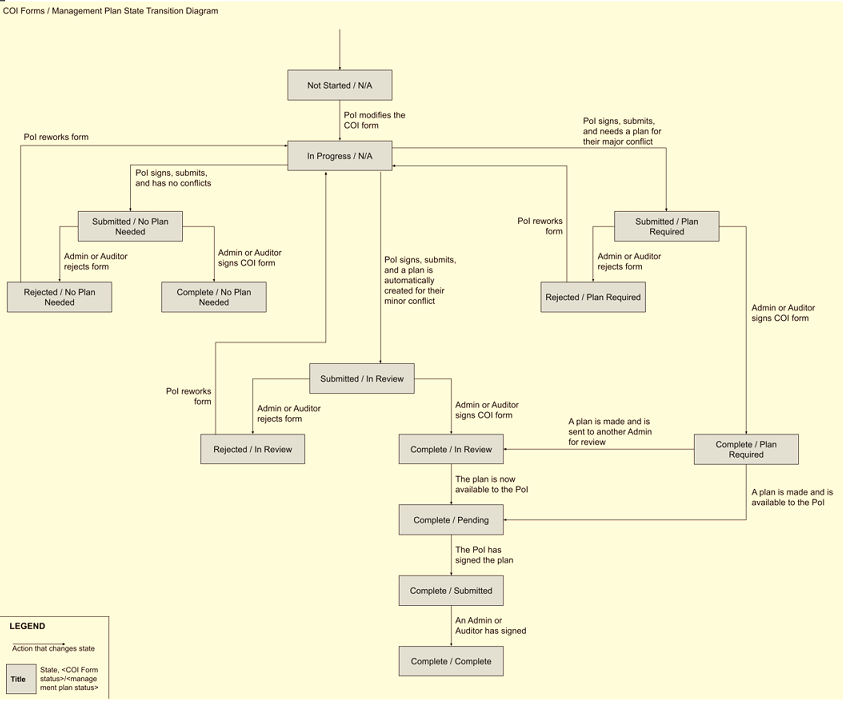 COI Forms / Management Plan State Transition Diagram
Not Started / N/A
PoI modifies the
COI form
PoI reworks form
In Progress / N/A
PoI signs, submits,
and needs a plan for
their major conflict
PoI signs, submits,
and has no conflicts
Submitted / No Plan
Needed
PoI reworks
form
Submitted / Plan
Required
Admin or Auditor
rejects form
Admin or Auditor
signs COI form
PoI signs, submits,
and a plan is
automatically
created for their
minor conflict
Admin or Auditor
rejects form
Rejected / No Plan
Needed
Complete / No Plan
Needed
Rejected / Plan Required
Admin or Auditor
signs COI form
Submitted / In Review
PoI reworks
form
Admin or Auditor
rejects form
Admin or Auditor
signs COI form
A plan is made and is
sent to another Admin
for review
Rejected / In Review
Complete / In Review
Complete / Plan
Required
The plan is now
available to the PoI
A plan is made and is
available to the PoI
Complete / Pending
The PoI has
signed the plan
Complete / Submitted
An Admin or
Auditor has signed
Complete / Complete
LEGEND
Action that changes state
Title
State, <COI Form
status>/<manage
ment plan status>